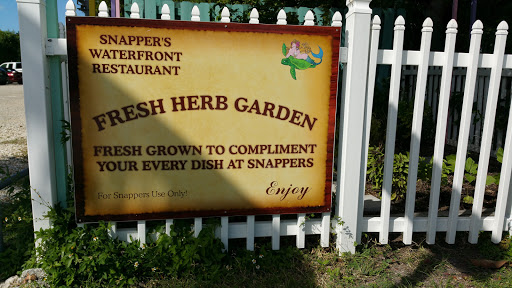 SNAPPER'S
WATERFRONT
RESTAURANT
FRESH HERB GARDEN
FRESH GROWN TO COMPLIMENT
YOUR EVERY DISH AT SNAPPERS
For Snappers Use Only!
Enjoy